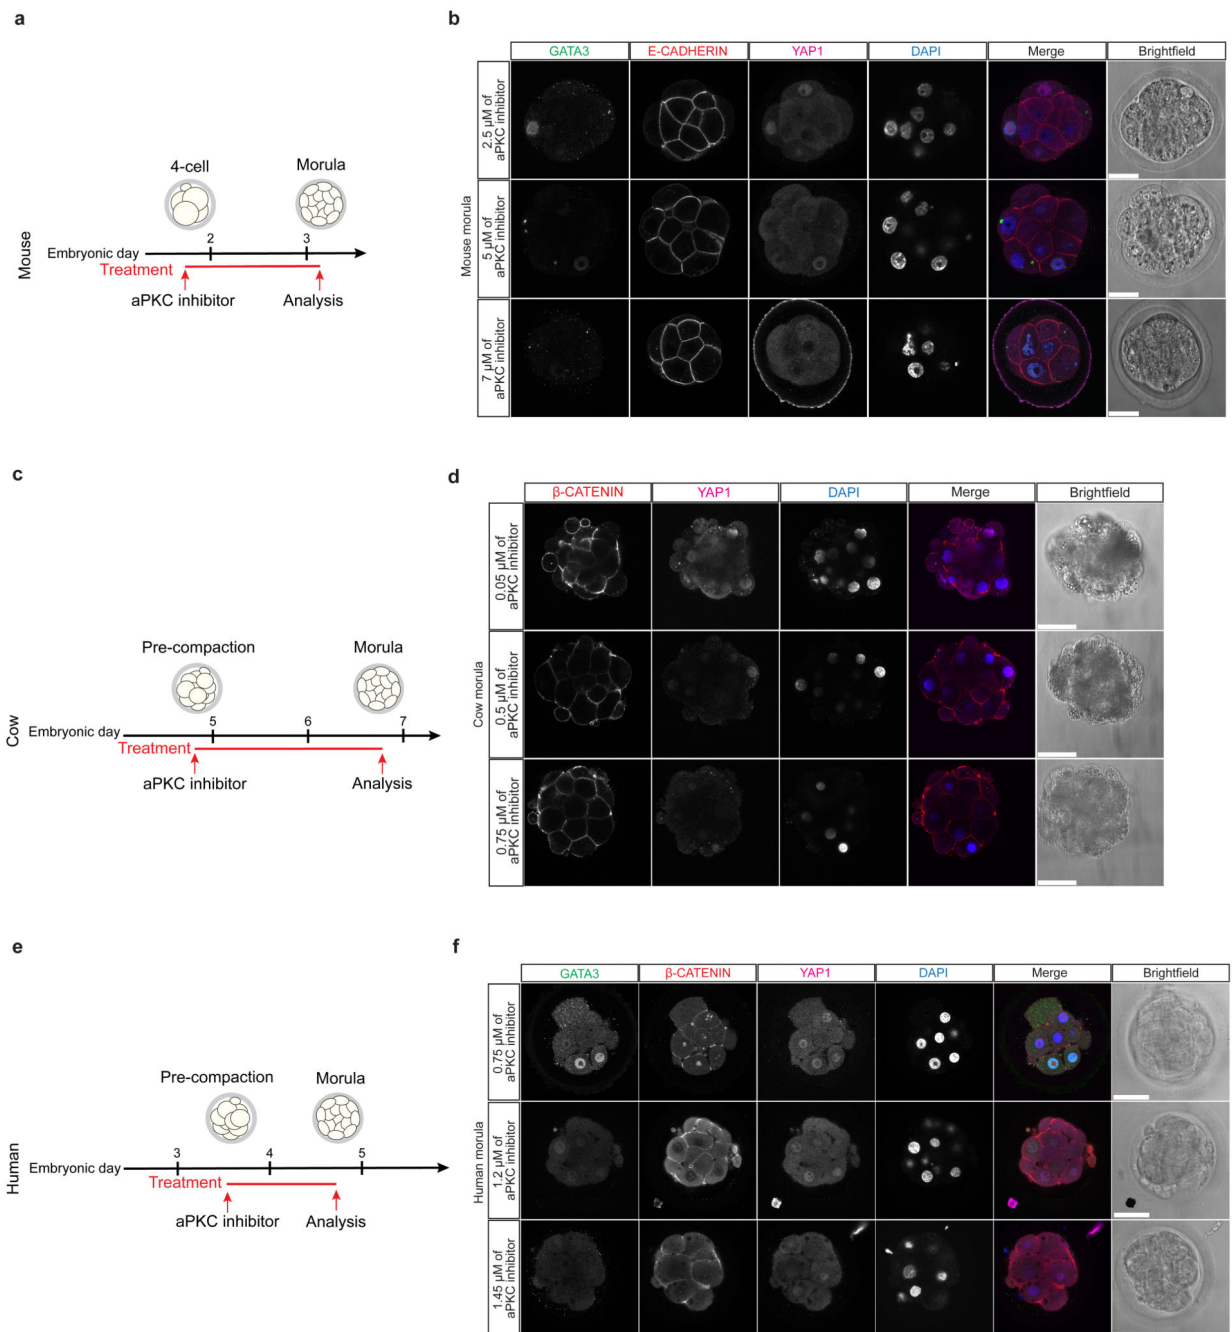 a
4-cell
Morula
Mouse
Embryonic day
2
3
Treatment
aPKC inhibitor
Analysis
b
GATA3
E-CADHERIN
YAP1
DAPI
Merge
Brightfield
Mouse morula
2.5 µM of
aPKC inhibitor
5 µM of
aPKC inhibitor
7 µM of
aPKC inhibitor
c
Pre-compaction
Morula
Cow
Embryonic day
5
6
7
Treatment
aPKC inhibitor
Analysis
d
β-CATENIN
YAP1
DAPI
Merge
Brightfield
Cow morula
0.05 µM of
aPKC inhibitor
0.5 µM of
aPKC inhibitor
0.75 µM of
aPKC inhibitor
e
Pre-compaction
Morula
Human
3
4
5
Embryonic day
Treatment
aPKC inhibitor
Analysis
f
GATA3
β-CATENIN
YAP1
DAPI
Merge
Brightfield
Human morula
0.75 µM of
aPKC inhibitor
1.2 µM of
aPKC inhibitor
1.45 µM of
aPKC inhibitor